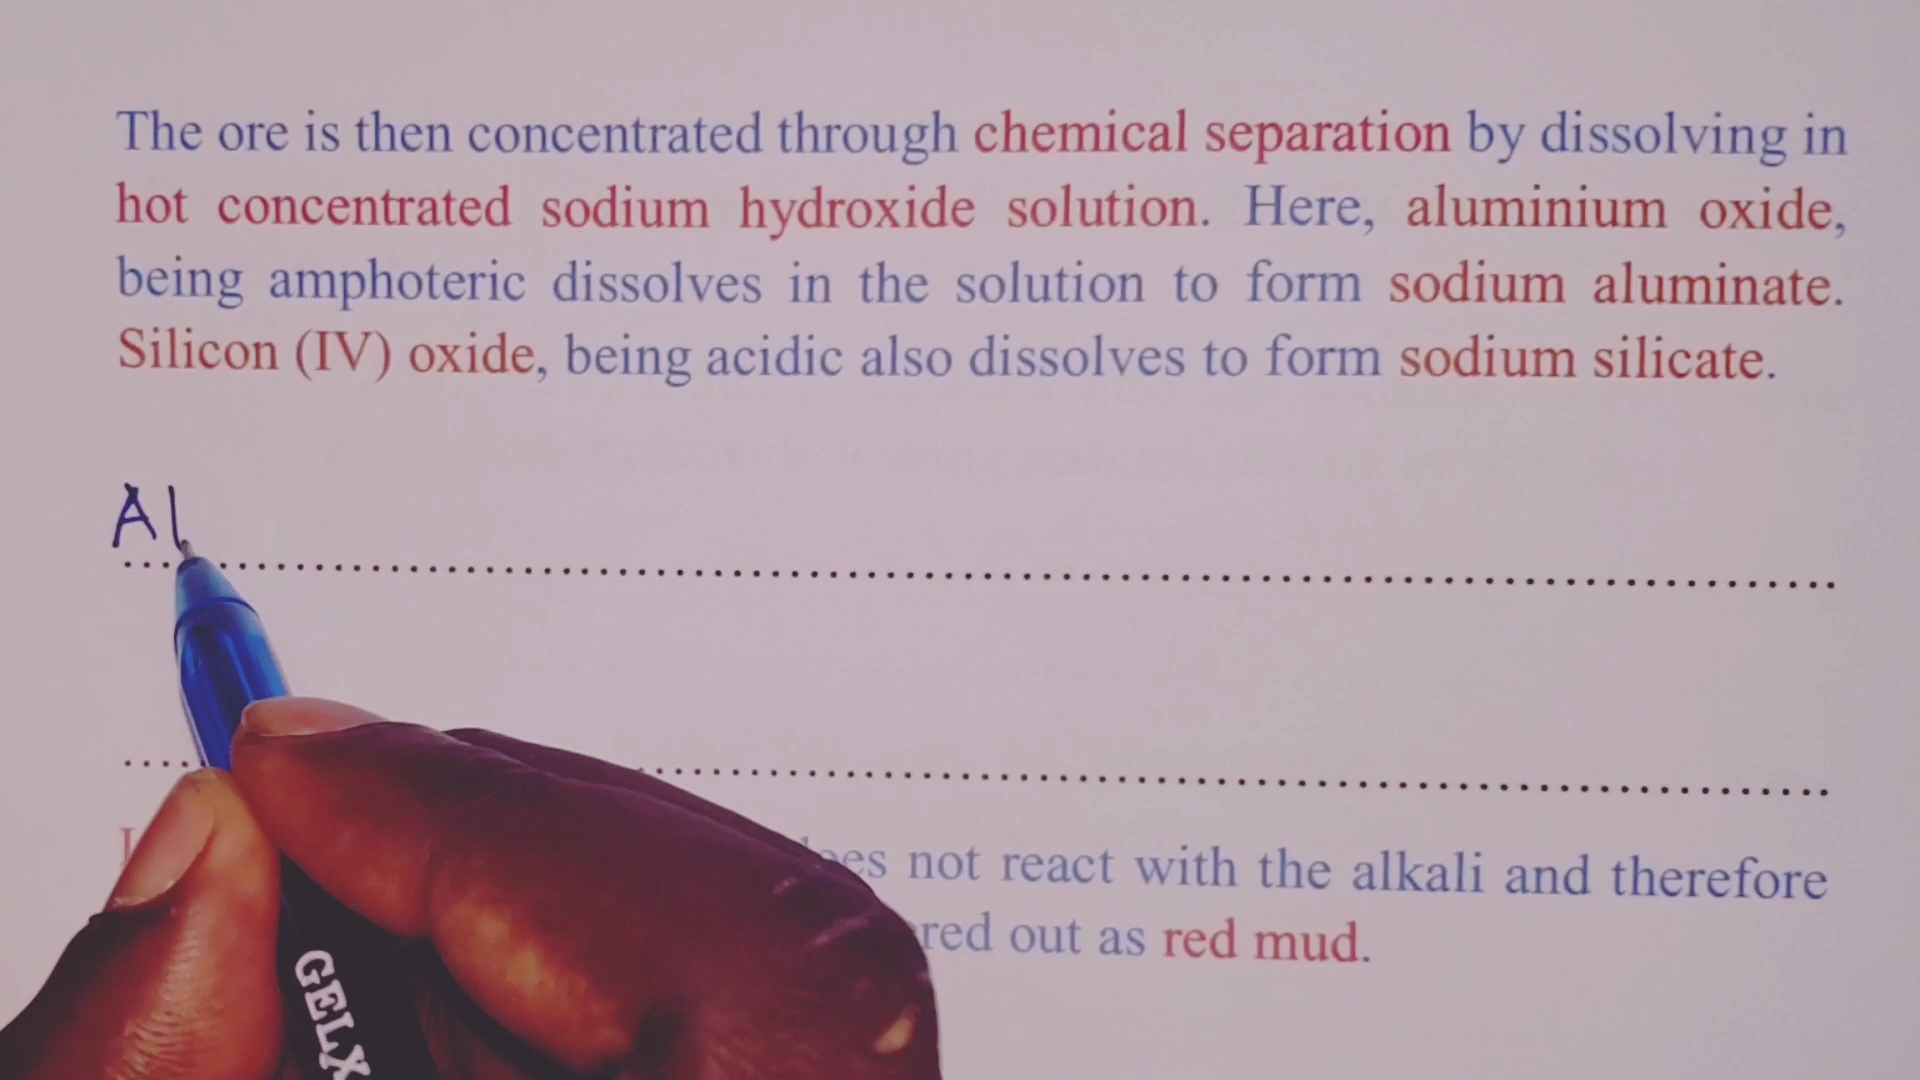 The ore is then concentrated through chemical separation by dissolving in
hot concentrated sodium hydroxide solution. Here, aluminium oxide,
being amphoteric dissolves in the solution to form sodium aluminate.
Silicon (IV) oxide, being acidic also dissolves to form sodium silicate.
Al
not react with the alkali and therefore
out as red mud.
GELX